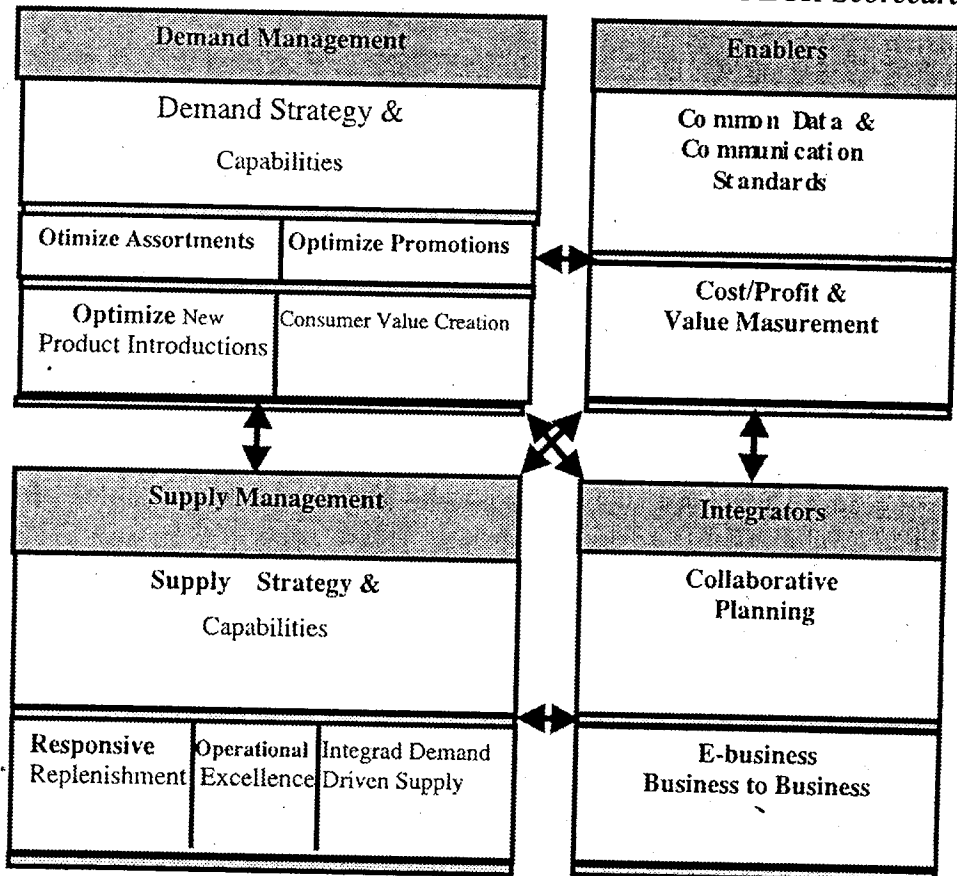 Scorecard
Demand Management
Demand Strategy &
Capabilities
Otimize Assortments
Optimize Promotions
Optimize New
Product Introductions
Consumer Value Creation
Enablers
Common Data &
Communication
Standards
Cost/Profit &
Value Masurement
Supply Management
Supply Strategy &
Capabilities
Responsive
Replenishment
Operational
Excellence
Integrad Demand
Driven Supply
Integrators
Collaborative
Planning
E-business
Business to Business